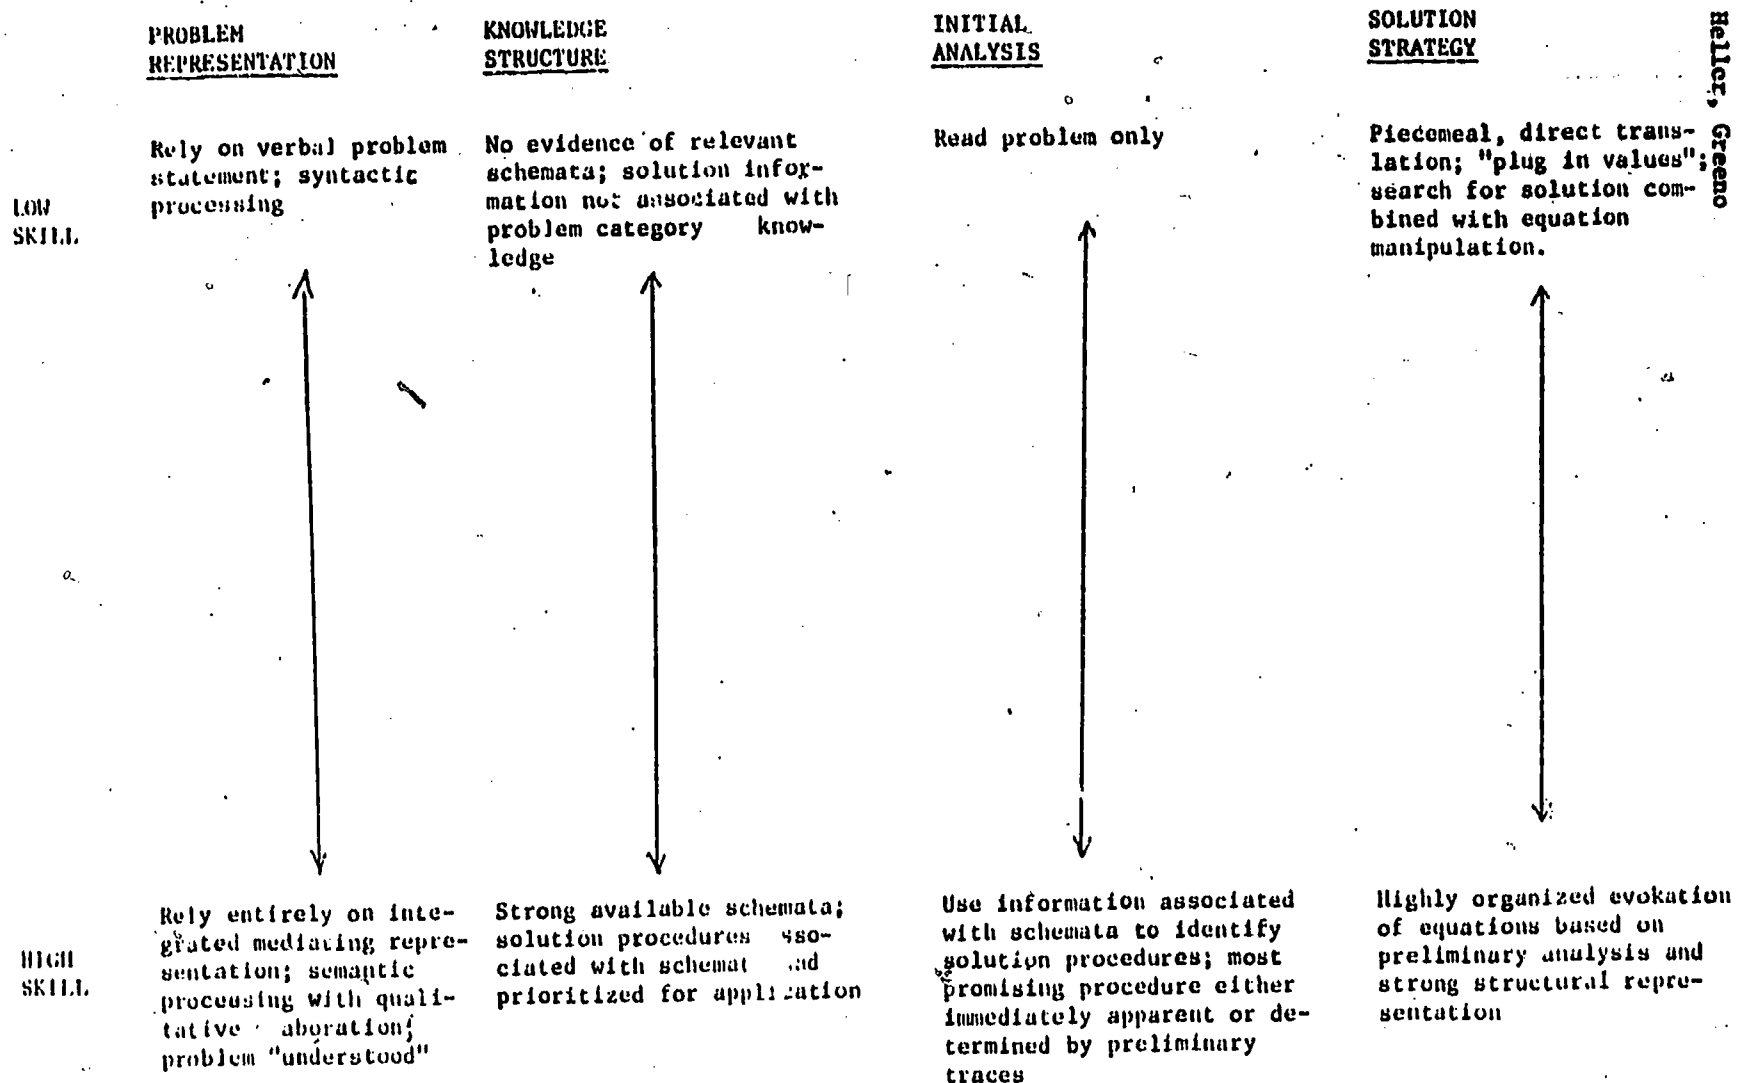 PROBLEM
REPRESENTATION
KNOWLEDGE
STRUCTURE
INITIAL
ANALYSIS
SOLUTION
STRATEGY
Heller, Greeno
LOW
SKILL
Rely on verbal problem
statement; syntactic
processing
No evidence of relevant
schemata; solution infor-
mation not associated with
problem category know-
ledge
Read problem only
Piecemeal, direct trans-
lation; "plug in values";
search for solution com-
bined with equation
manipulation.
HIGH
SKILL
Rely entirely on inte-
grated mediating repre-
sentation; semantic
processing with quali-
tative aboration;
problem "understood"
Strong available schemata;
solution procedures sso-
ciated with schemat nd
prioritized for application
Use information associated
with schemata to identify
solution procedures; most
promising procedure either
immediately apparent or de-
termined by preliminary
traces
Highly organized evokation
of equations based on
preliminary analysis and
strong structural repre-
sentation